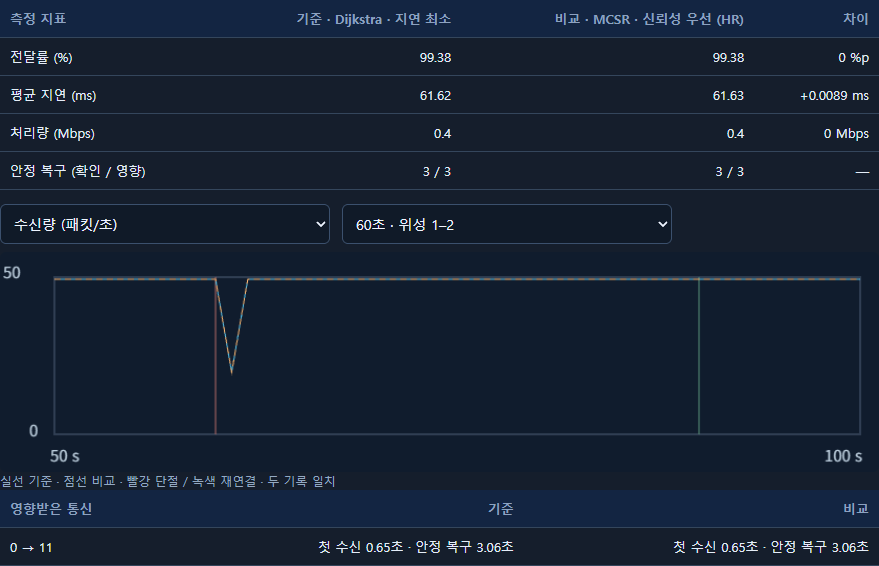 측정 지표 기준 · Dijkstra · 지연 최소 비교 · MCSR · 신뢰성 우선 (HR) 차이
전달률 (%) 99.38 99.38 0 %p
평균 지연 (ms) 61.62 61.63 +0.0089 ms
처리량 (Mbps) 0.4 0.4 0 Mbps
안정 복구 (확인 / 영향) 3 / 3 3 / 3 —
수신량 (패킷/초) 60초 · 위성 1–2
50
0
50 s 100 s
실선 기준 · 점선 비교 · 빨강 단절 / 녹색 재연결 · 두 기록 일치
영향받은 통신 기준 비교
0 → 11 첫 수신 0.65초 · 안정 복구 3.06초 첫 수신 0.65초 · 안정 복구 3.06초